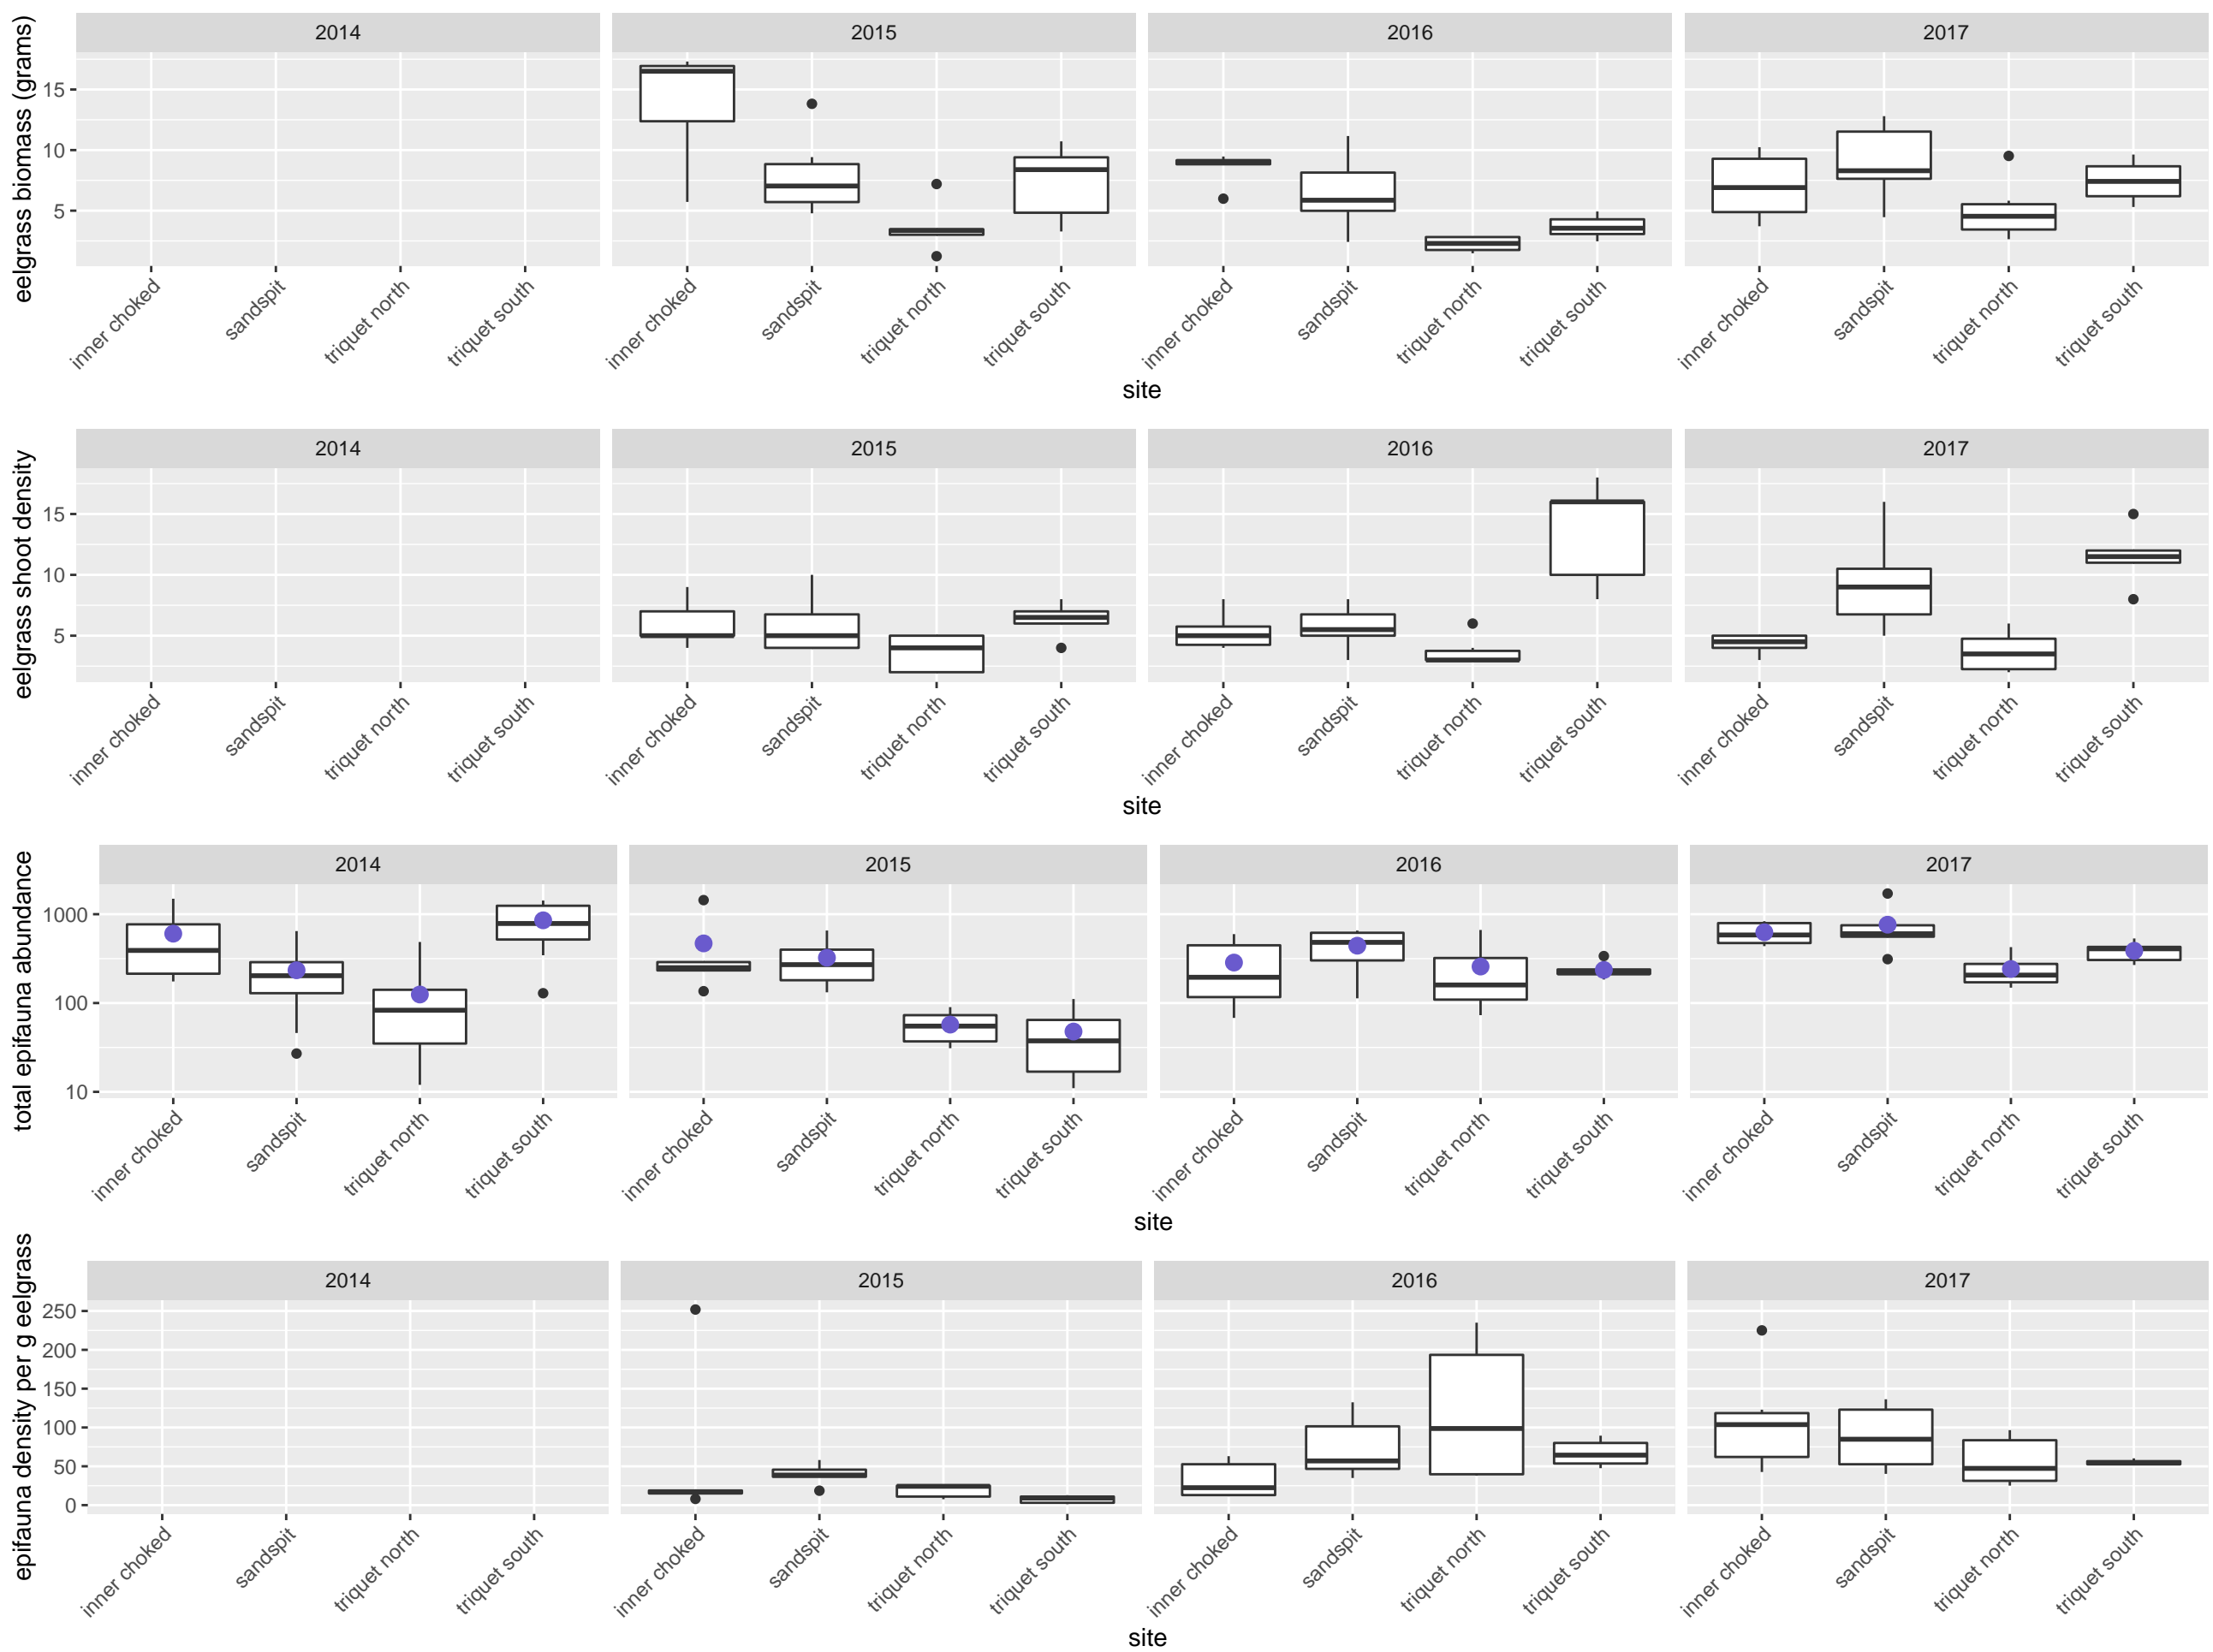 eelgrass biomass (grams)
2014 2015 2016 2017
15
10
5
inner choked sandspit triquet north triquet south inner choked sandspit triquet north triquet south inner choked sandspit triquet north triquet south inner choked sandspit triquet north triquet south
site
eelgrass shoot density
2014 2015 2016 2017
15
10
5
inner choked sandspit triquet north triquet south inner choked sandspit triquet north triquet south inner choked sandspit triquet north triquet south inner choked sandspit triquet north triquet south
site
total epifauna abundance
2014 2015 2016 2017
1000
100
10
inner choked sandspit triquet north triquet south inner choked sandspit triquet north triquet south inner choked sandspit triquet north triquet south inner choked sandspit triquet north triquet south
site
epifauna density per g eelgrass
2014 2015 2016 2017
250
200
150
100
50
0
inner choked sandspit triquet north triquet south inner choked sandspit triquet north triquet south inner choked sandspit triquet north triquet south inner choked sandspit triquet north triquet south
site